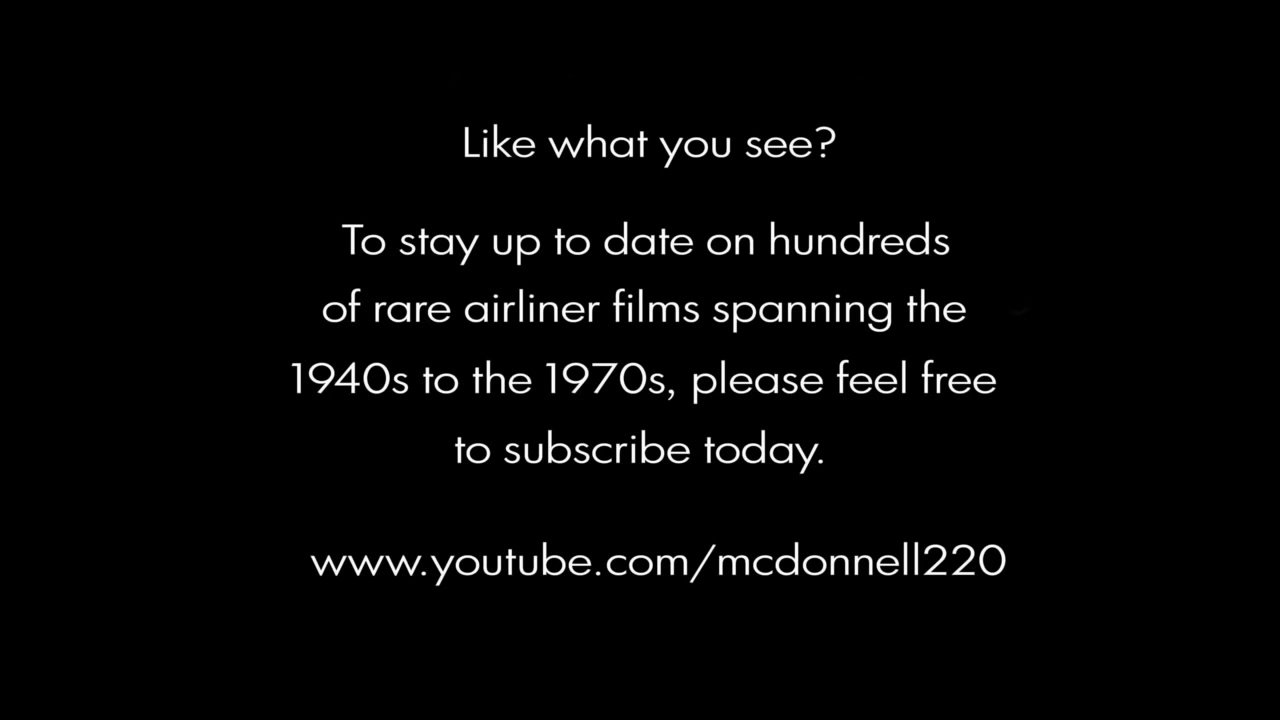 Like what you see?
To stay up to date on hundreds
of rare airliner films spanning the
1940s to the 1970s, please feel free
to subscribe today.
www.youtube.com/mcdonnell220